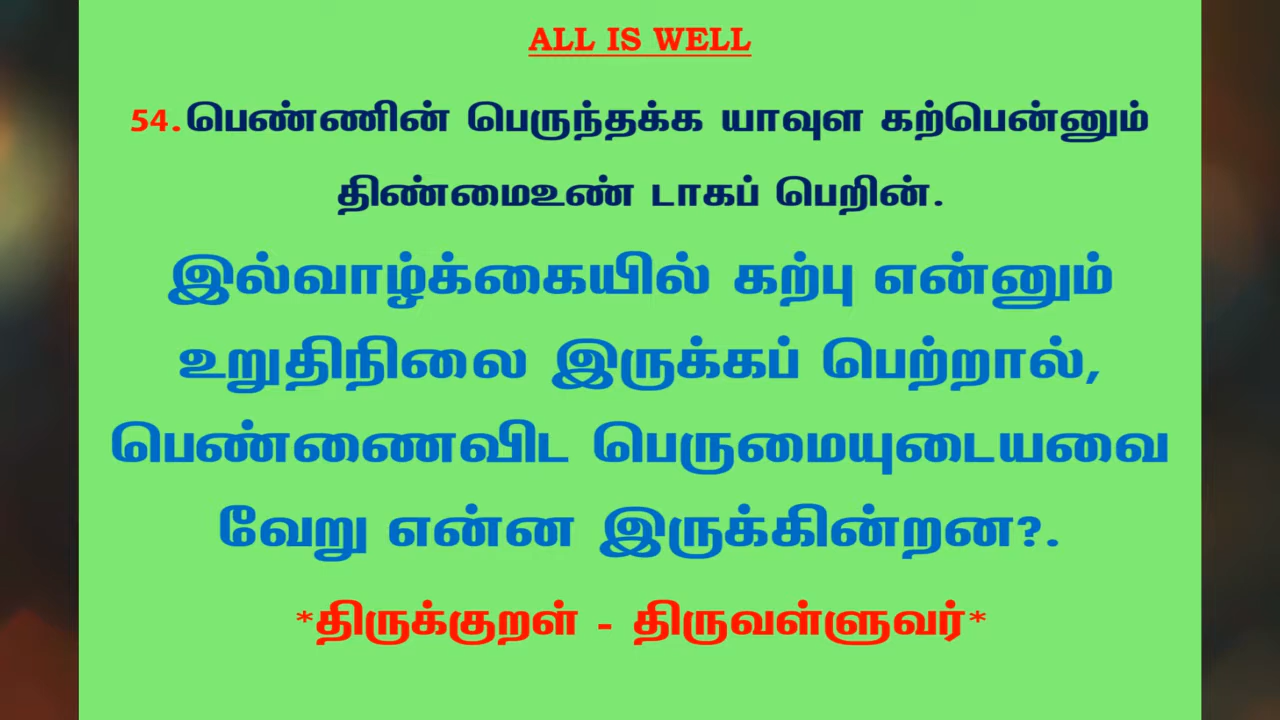 ALL IS WELL
54.பெண்ணின் பெருந்தக்க யாவுள கற்பென்னும்
திண்மைஉண் டாகப் பெறின்.
இல்வாழ்க்கையில் கற்பு என்னும்
உறுதிநிலை இருக்கப் பெற்றால்,
பெண்ணைவிட பெருமையுடையவை
வேறு என்ன இருக்கின்றன?.
*திருக்குறள் - திருவள்ளுவர்*